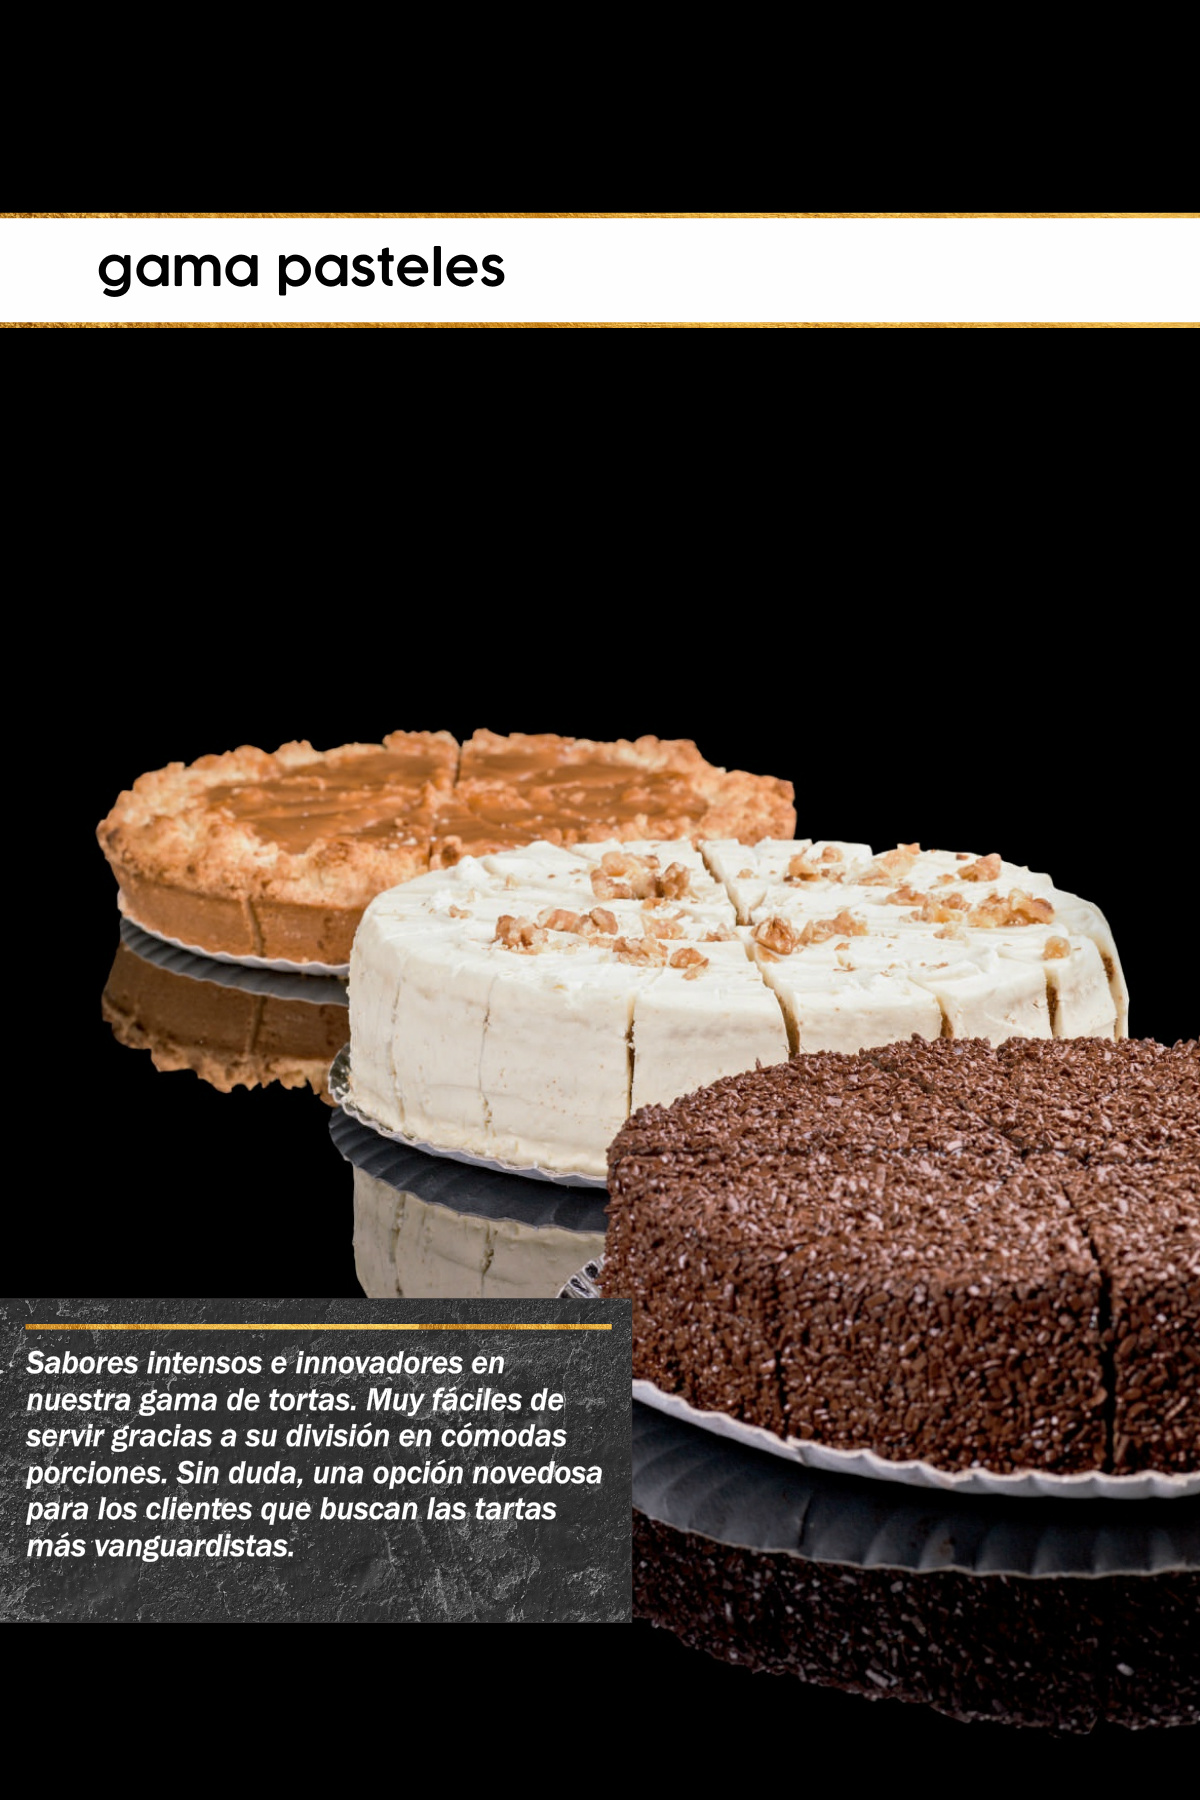 gama pasteles
Sabores intensos e innovadores en
nuestra gama de tortas. Muy fáciles de
servir gracias a su división en cómodas
porciones. Sin duda, una opción novedosa
para los clientes que buscan las tartas
más vanguardistas.